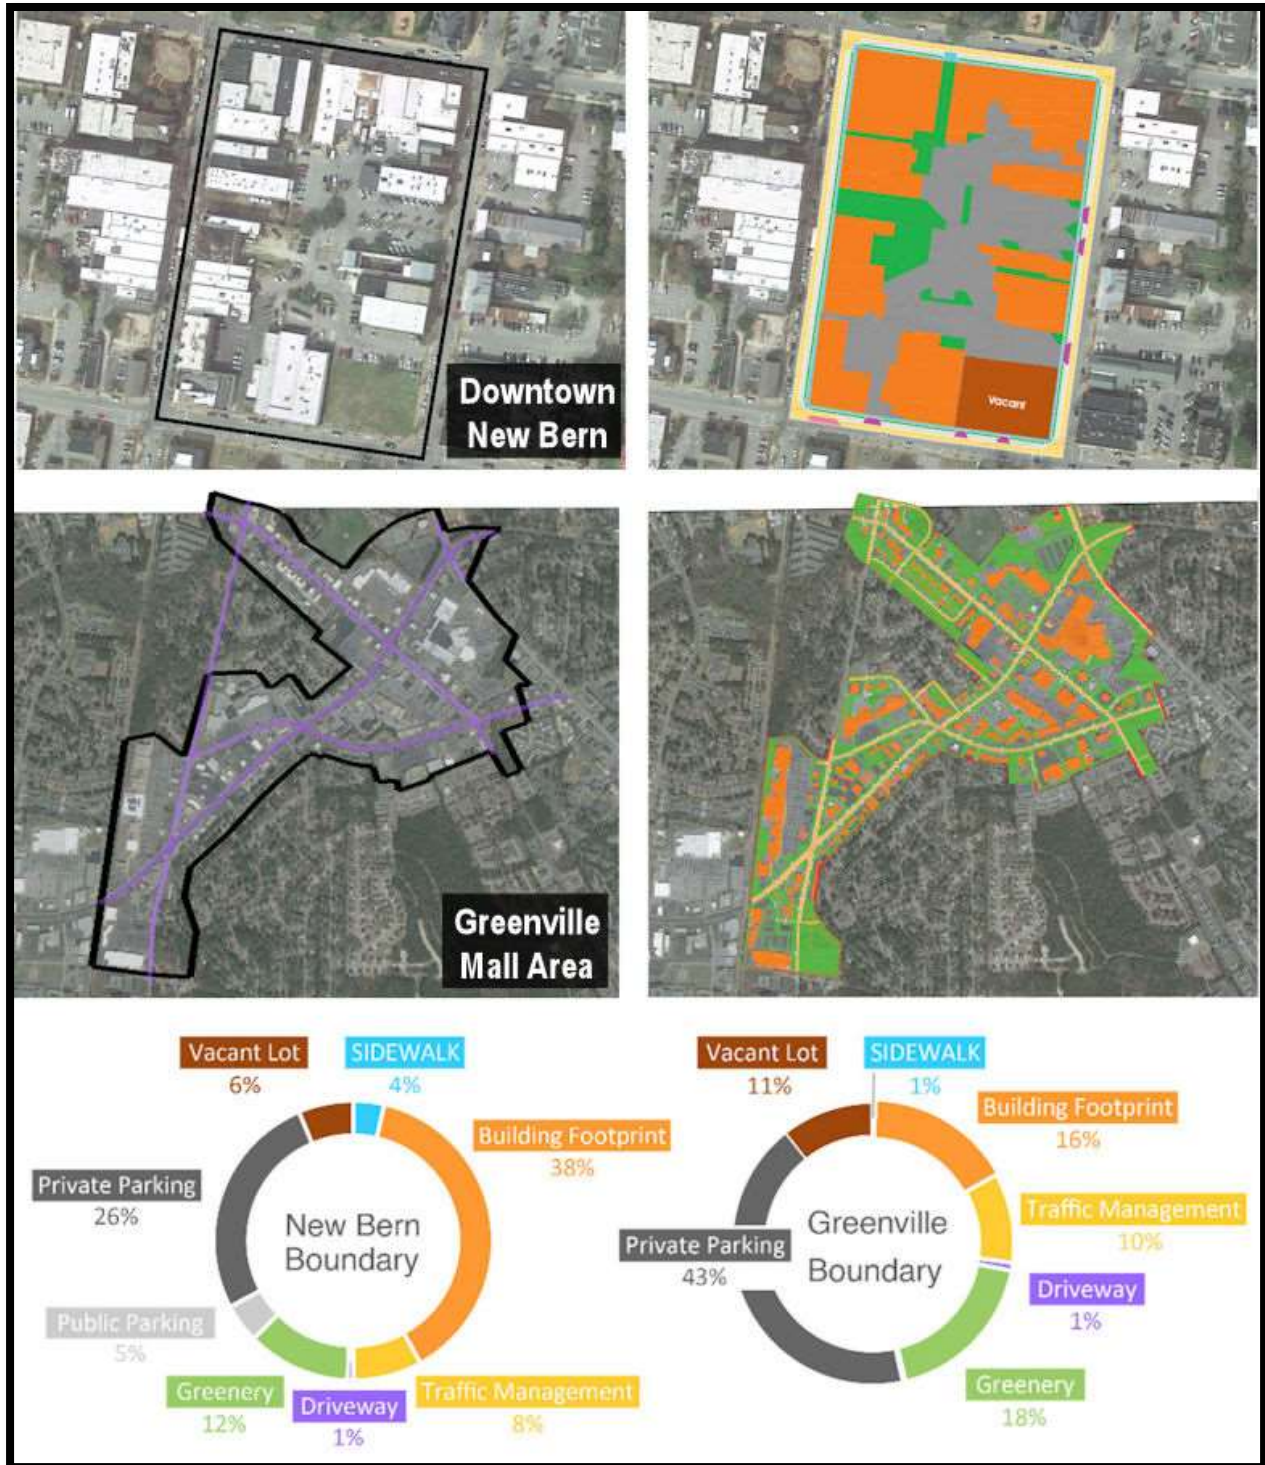 Downtown
New Bern
Vacant
Greenville
Mall Area
Vacant Lot
6%
SIDEWALK
4%
Building Footprint
38%
Private Parking
26%
New Bern
Boundary
Public Parking
5%
Greenery
12%
Driveway
1%
Traffic Management
8%
Vacant Lot
11%
SIDEWALK
1%
Building Footprint
16%
Traffic Management
10%
Private Parking
43%
Greenville
Boundary
Driveway
1%
Greenery
18%